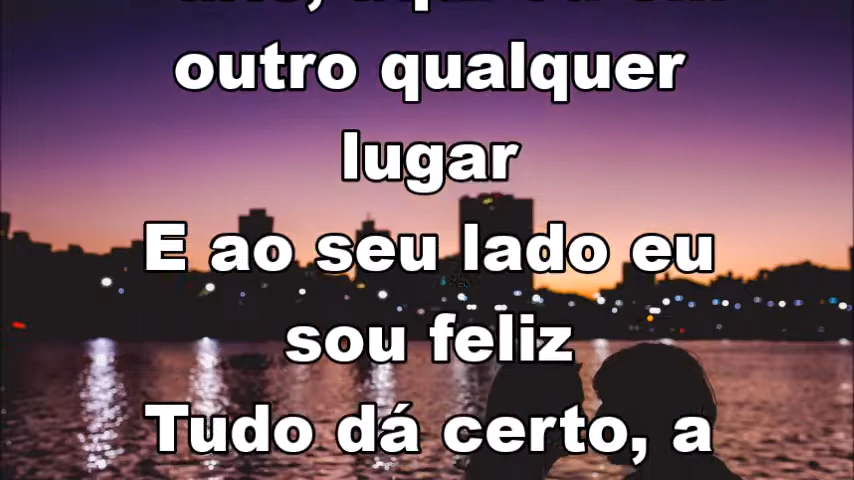 outro qualquer
lugar
E ao seu lado eu
sou feliz
Tudo dá certo, a